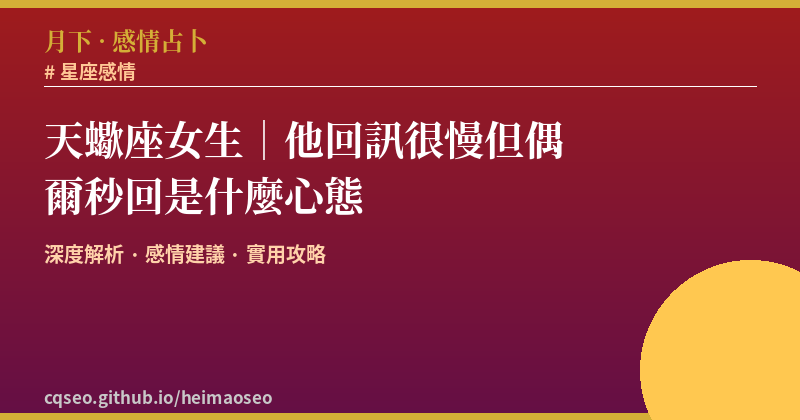 月下 · 感情占卜
# 星座感情
天蠍座女生｜他回訊很慢但偶
爾秒回是什麼心態
深度解析 · 感情建議 · 實用攻略
cqseo.github.io/heimaoseo